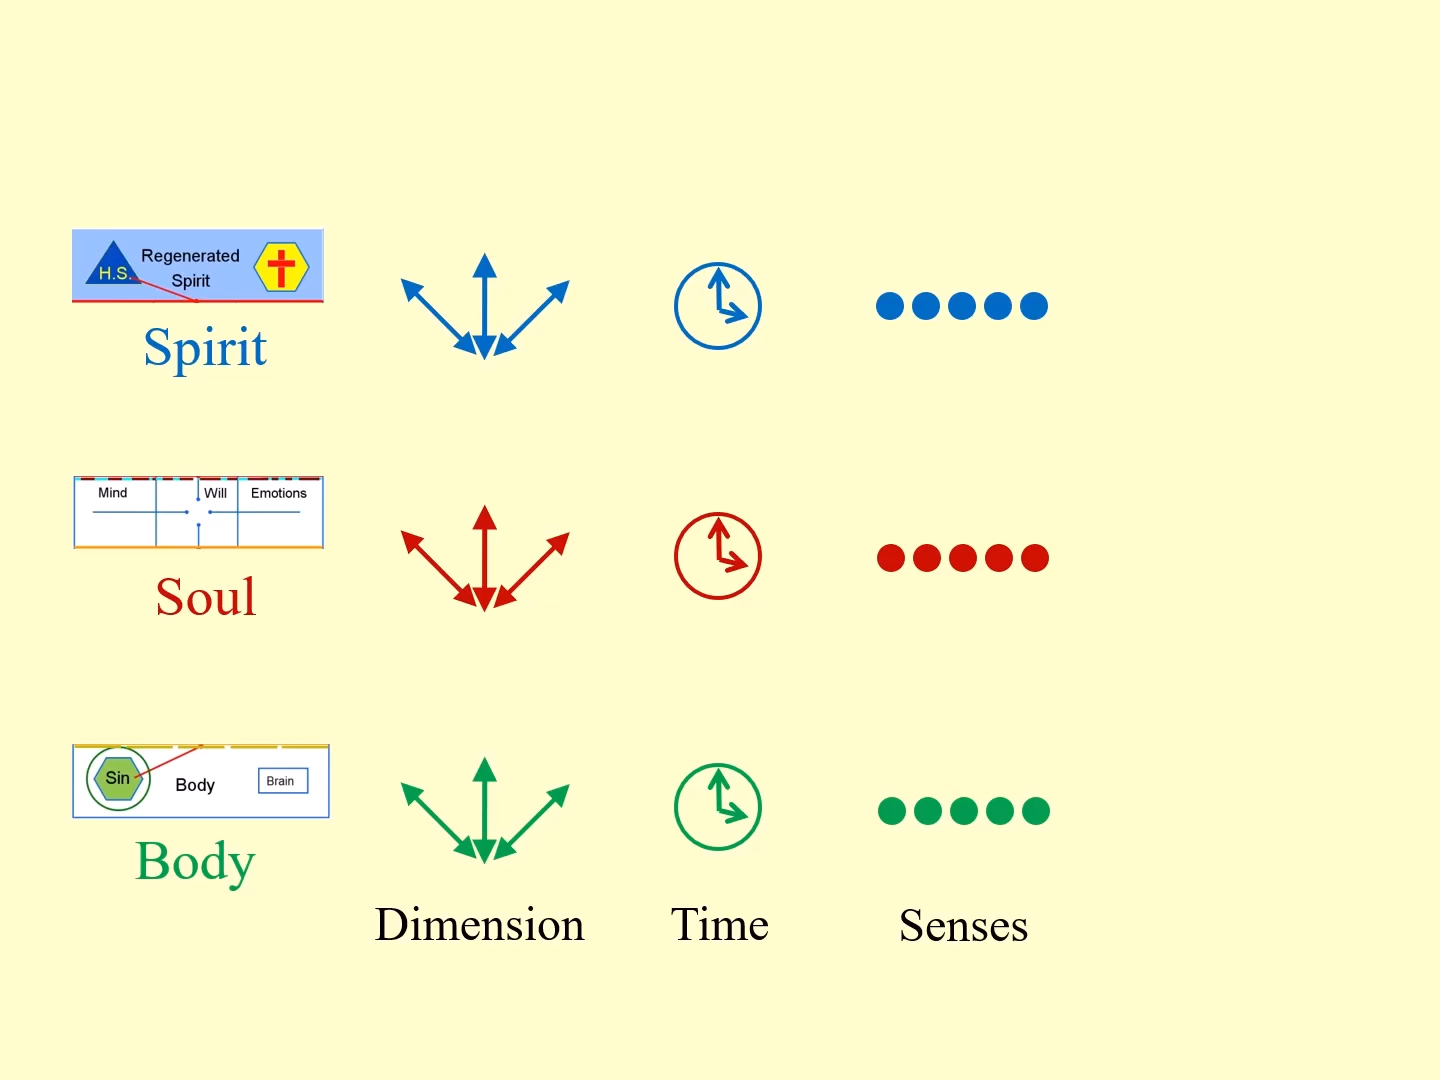 H.S.
Regenerated
Spirit
Spirit
Mind
Will
Emotions
Soul
Sin
Body
Brain
Body
Dimension
Time
Senses